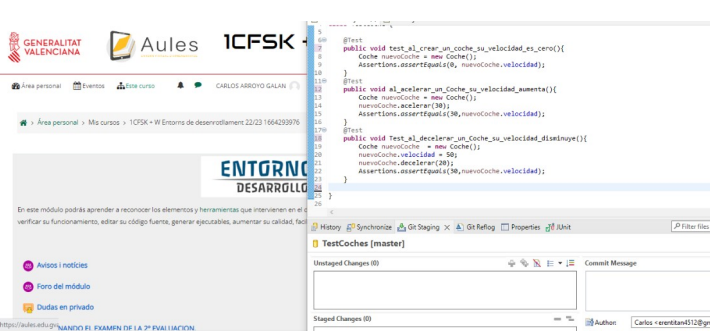 GENERALITAT
VALENCIANA
Aules
1CFSK +
Área personal
Eventos
Este curso
CARLOS ARROYO GALAN
> Área personal > Mis cursos > 1CFSK + W Entorns de desenrotllament 22/23 1664293976
ENTORNO
DESARROLLO
En este módulo podrás aprender a reconocer los elementos y herramientas que intervienen en el
verificar su funcionamiento, editar su código fuente, generar ejecutables, aumentar su calidad,
Avisos i notícies
Foro del módulo
Dudas en privado
NANDO EL EXAMEN DE LA 2ª EVALUACION
https://aules.edu.gva
5
6 @Test
7 public void test_al_crear_un_coche_su_velocidad_es_cero(){
8 Coche nuevoCoche = new Coche();
9 Assertions.assertEquals(0, nuevoCoche.velocidad);
10 }
11 @Test
12 public void al_acelerar_un_Coche_su_velocidad_aumenta(){
13 Coche nuevoCoche = new Coche();
14 nuevoCoche.acelerar(30);
15 Assertions.assertEquals(30,nuevoCoche.velocidad);
16 }
17 @Test
18 public void Test_al_decelerar_un_Coche_su_velocidad_disminuye(){
19 Coche nuevoCoche = new Coche();
20 nuevoCoche.velocidad = 50;
21 nuevoCoche.decelerar(20);
22 Assertions.assertEquals(30,nuevoCoche.velocidad);
23 }
24
25 }
26
History Synchronize Git Staging Git Reflog Properties JUnit
Filter files
TestCoches [master]
Unstaged Changes (0)
Commit Message
Staged Changes (0)
Author: Carlos <erentitan4512@gm